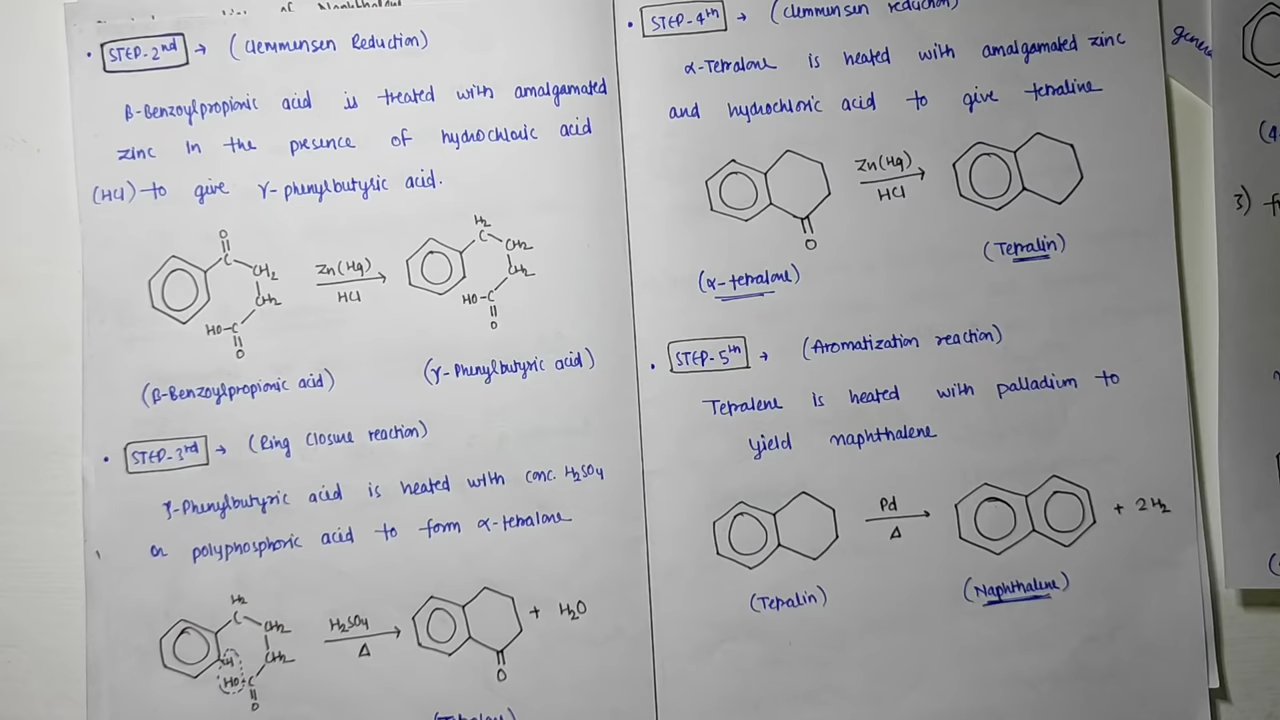 of Naphthalene
• STEP-2nd → (Clemmensen Reduction)
β-Benzoylpropionic acid is treated with amalgamated
zinc in the presence of hydrochloric acid
(HCl) to give γ-phenylbutyric acid.
O
C
CH2
CH2
HO-C
O
Zn(Hg)
HCl
H2
C
CH2
CH2
HO-C
O
(β-Benzoylpropionic acid)
(γ-Phenylbutyric acid)
• STEP-3rd → (Ring closure reaction)
γ-Phenylbutyric acid is heated with conc. H2SO4
or polyphosphoric acid to form α-tetralone
H2
C
CH2
CH2
H
HO-C
O
H2SO4
Δ
O
+ H2O
• STEP-4th → (Clemmensen reduction)
α-Tetralone is heated with amalgamated zinc
and hydrochloric acid to give tetraline
O
Zn(Hg)
HCl
(α-tetralone)
(Tetralin)
• STEP-5th → (Aromatization reaction)
Tetralene is heated with palladium to
yield naphthalene
Pd
Δ
+ 2H2
(Tetralin)
(Naphthalene)
(4
3)